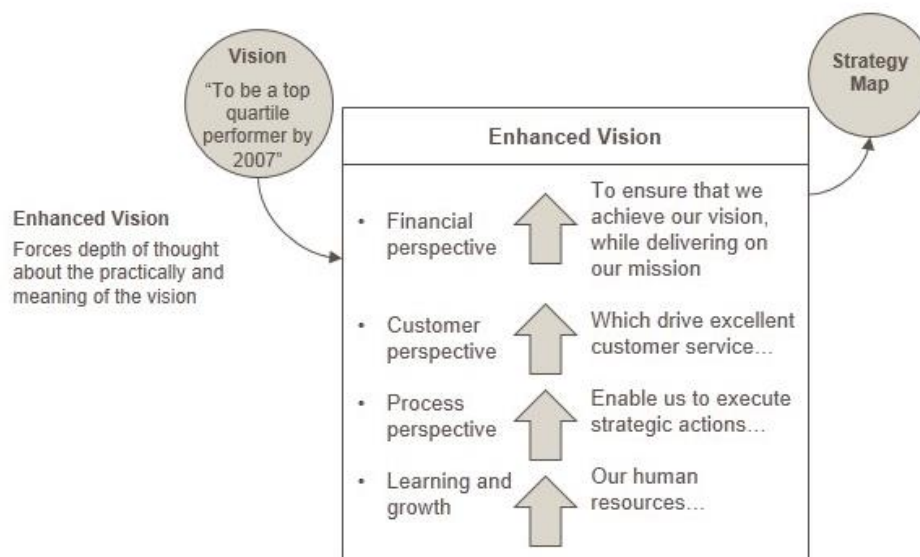 Vision
“To be a top
quartile
performer by
2007”
Strategy
Map
Enhanced Vision
Forces depth of thought
about the practically and
meaning of the vision
Enhanced Vision
• Financial
perspective
To ensure that we
achieve our vision,
while delivering on
our mission
• Customer
perspective
Which drive excellent
customer service…
• Process
perspective
Enable us to execute
strategic actions…
• Learning and
growth
Our human
resources…